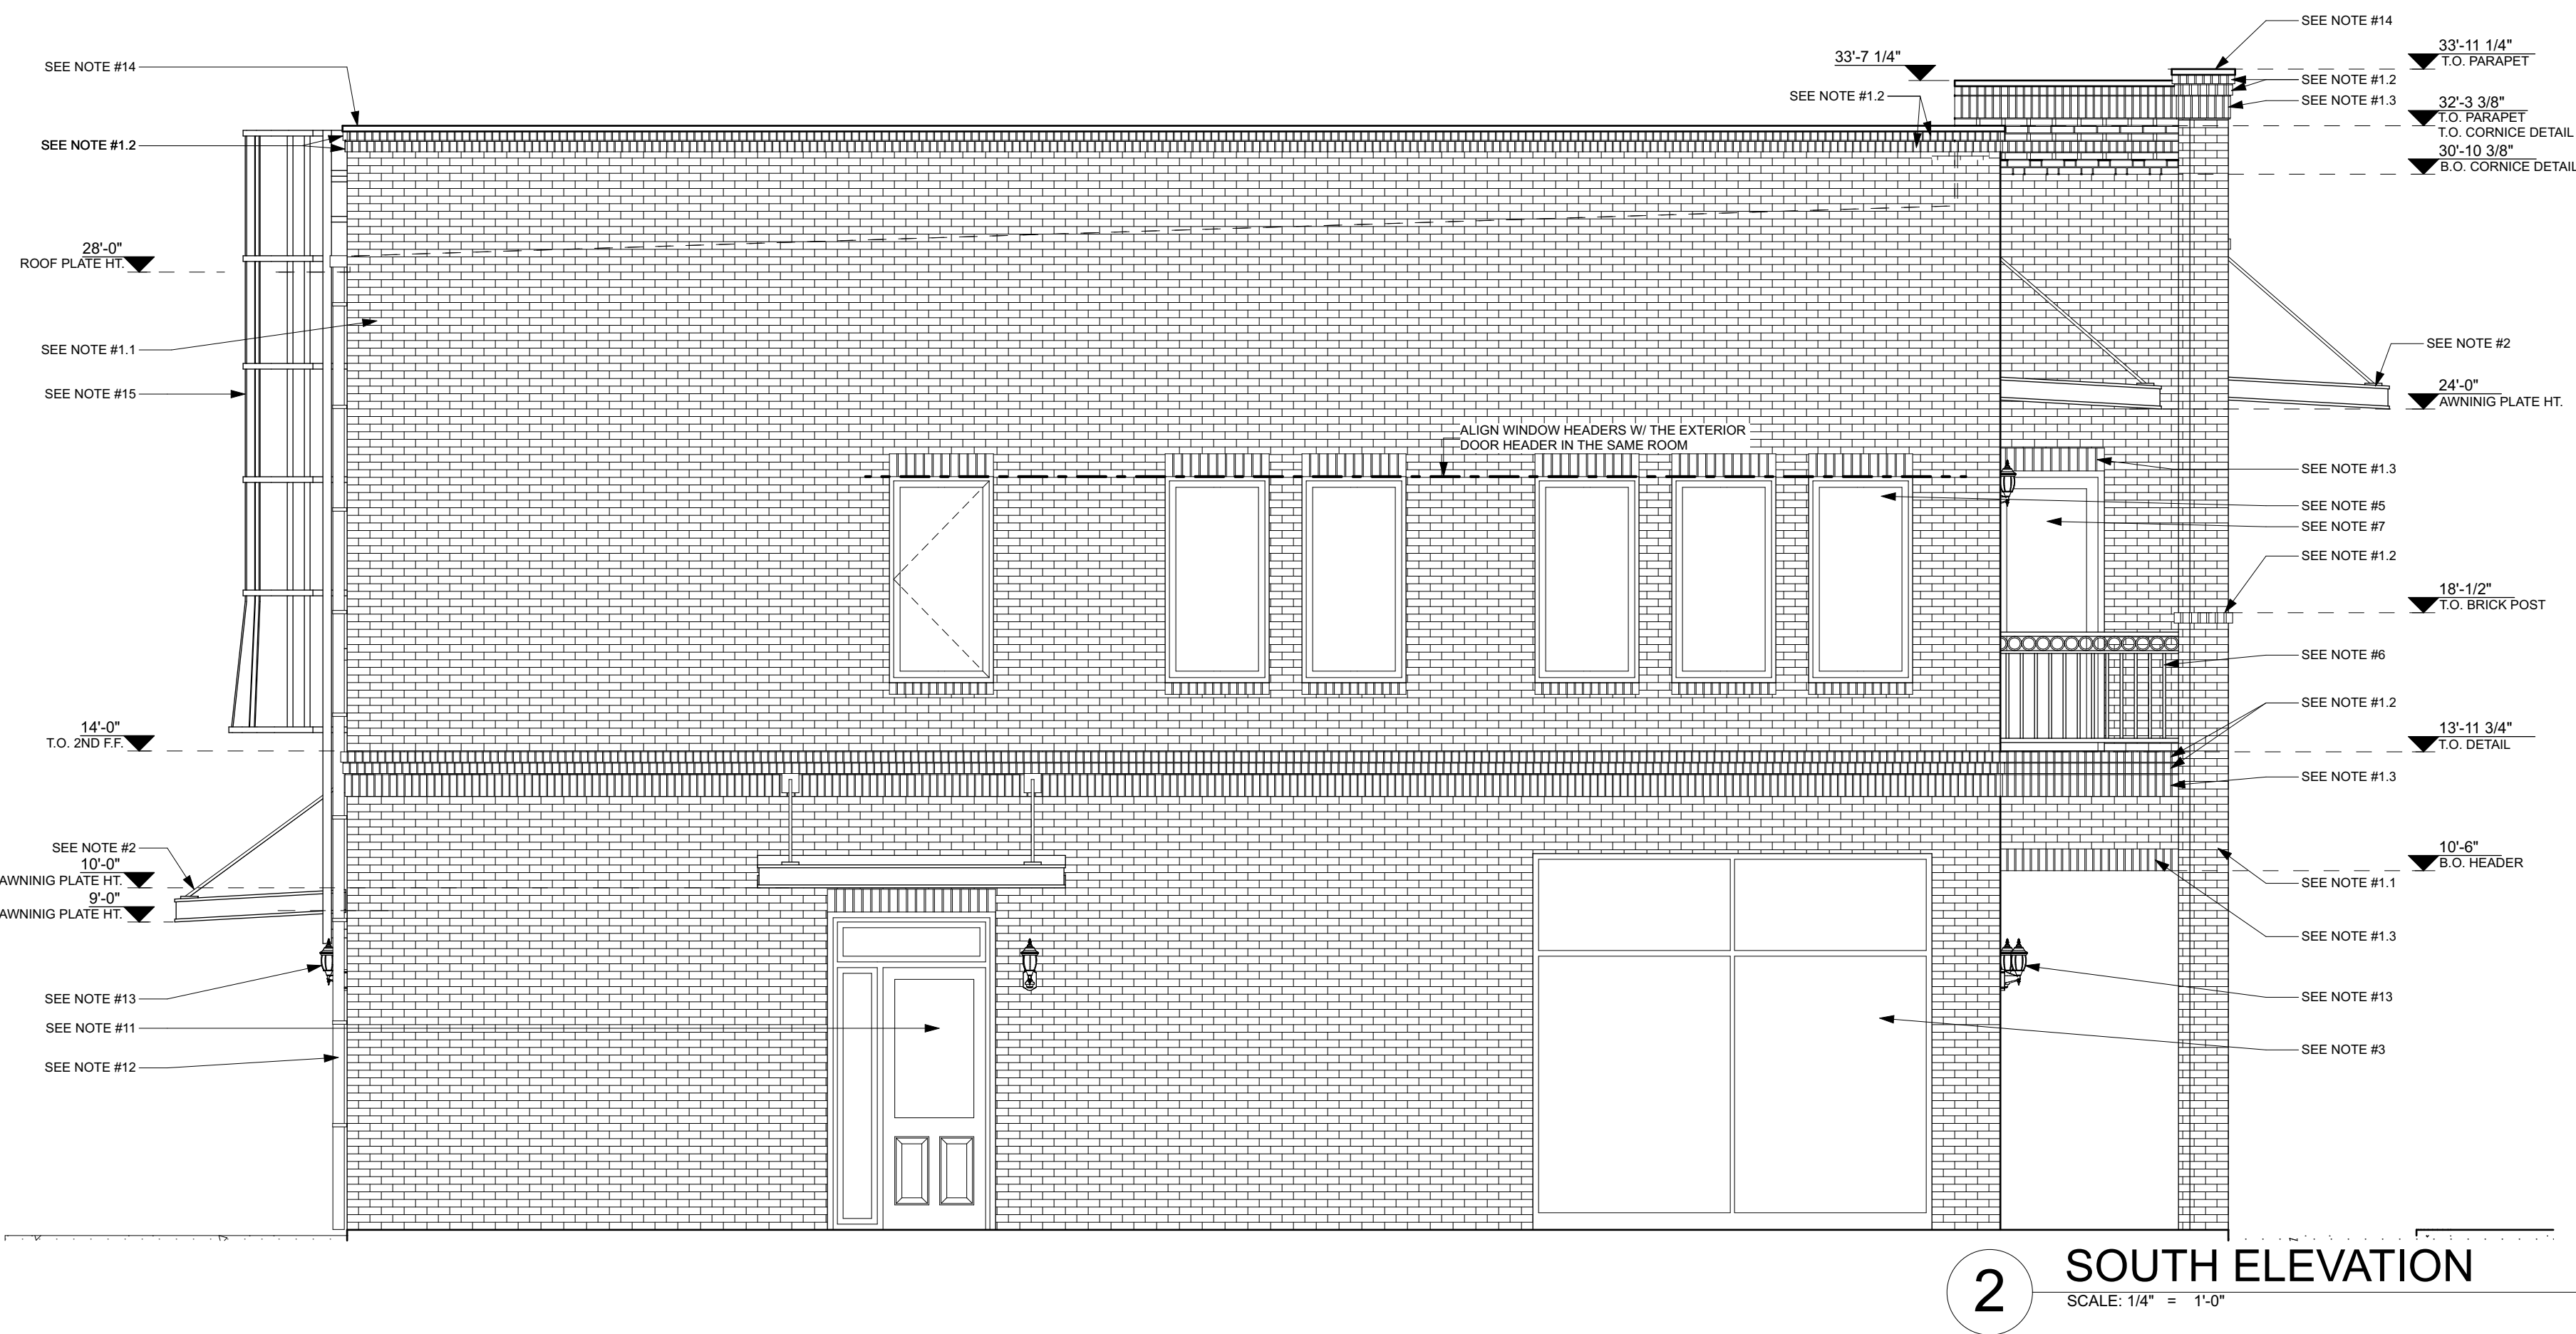 SEE NOTE #14
33'-11 1/4"
T.O. PARAPET
33'-7 1/4"
SEE NOTE #14
SEE NOTE #1.2
SEE NOTE #1.2
SEE NOTE #1.3
32'-3 3/8"
T.O. PARAPET
T.O. CORNICE DETAIL
SEE NOTE #1.2
30'-10 3/8"
B.O. CORNICE DETAIL
28'-0"
ROOF PLATE HT.
SEE NOTE #1.1
SEE NOTE #2
SEE NOTE #15
24'-0"
AWNINIG PLATE HT.
ALIGN WINDOW HEADERS W/ THE EXTERIOR
DOOR HEADER IN THE SAME ROOM
SEE NOTE #1.3
SEE NOTE #5
SEE NOTE #7
SEE NOTE #1.2
18'-1/2"
T.O. BRICK POST
SEE NOTE #6
SEE NOTE #1.2
14'-0"
T.O. 2ND F.F.
13'-11 3/4"
T.O. DETAIL
SEE NOTE #1.3
SEE NOTE #2
10'-0"
AWNINIG PLATE HT.
10'-6"
B.O. HEADER
9'-0"
AWNINIG PLATE HT.
SEE NOTE #1.1
SEE NOTE #1.3
SEE NOTE #13
SEE NOTE #13
SEE NOTE #11
SEE NOTE #3
SEE NOTE #12
2
SOUTH ELEVATION
SCALE: 1/4" = 1'-0"